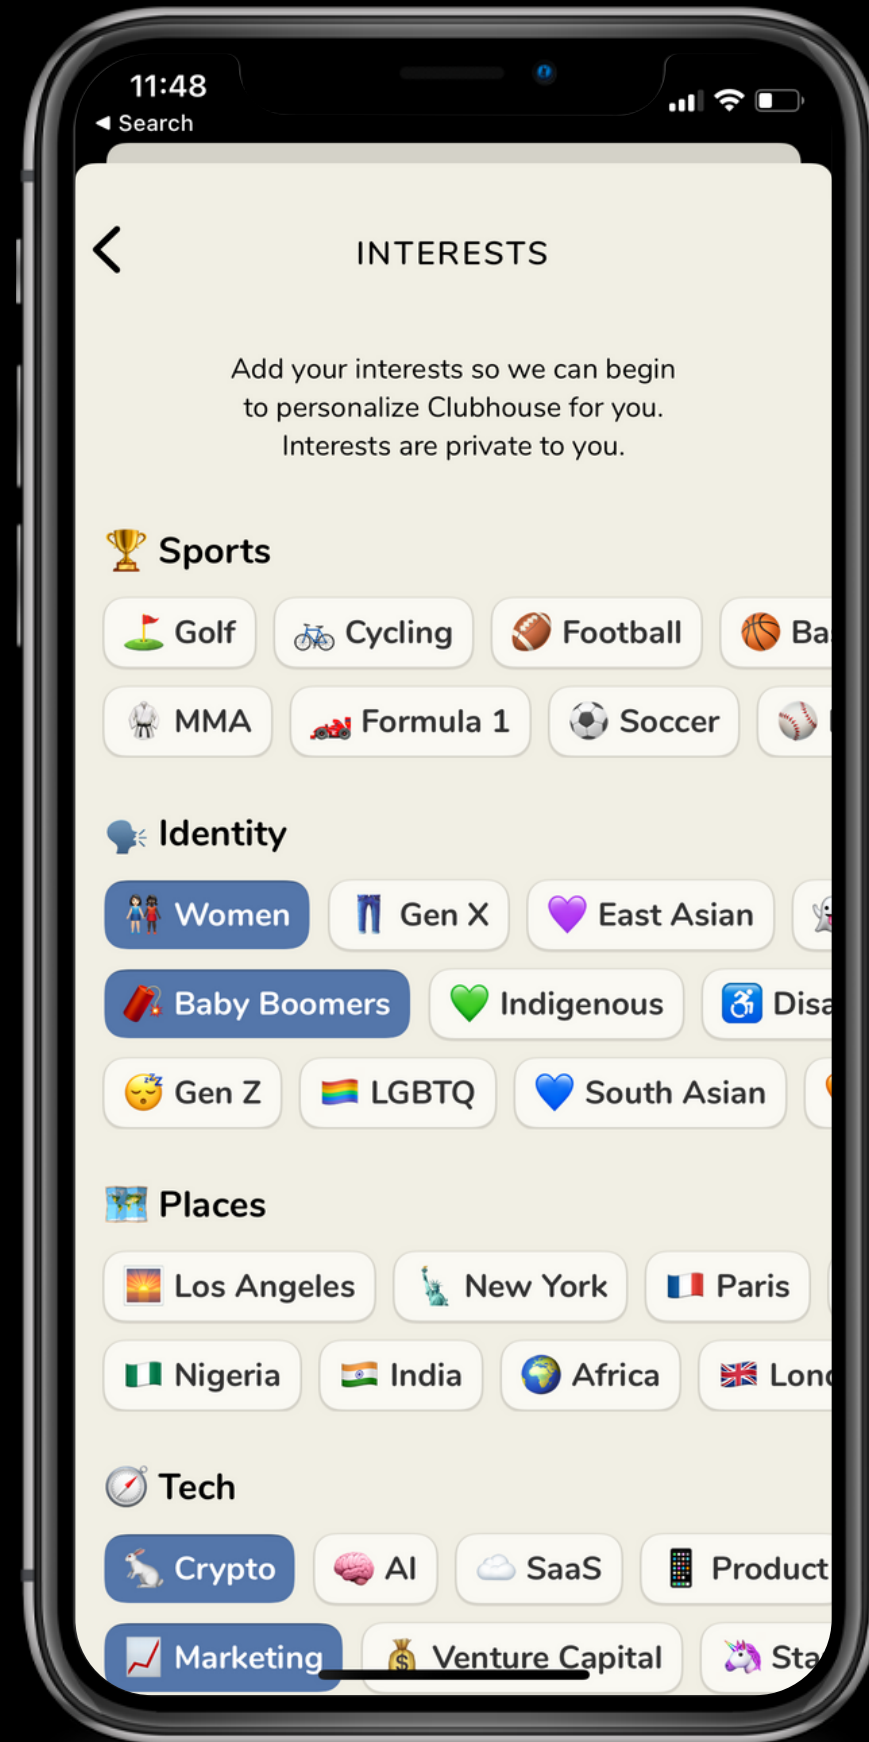 11:48
Search
INTERESTS
Add your interests so we can begin
to personalize Clubhouse for you.
Interests are private to you.
Sports
Golf Cycling Football
MMA Formula 1 Soccer
Identity
Women Gen X East Asian
Baby Boomers Indigenous
Gen Z LGBTQ South Asian
Places
Los Angeles New York Paris
Nigeria India Africa
Tech
Crypto AI SaaS Product
Marketing Venture Capital